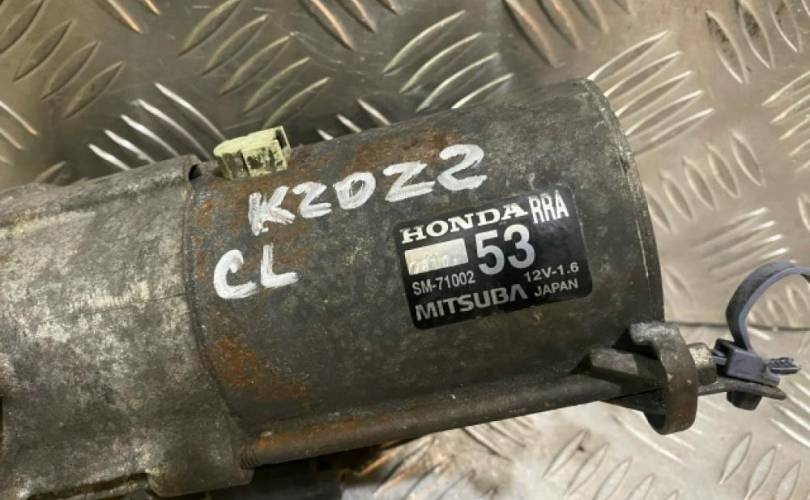 K20Z2
CL
HONDA RRA
53
SM-71002 12V-1.6
MITSUBA JAPAN